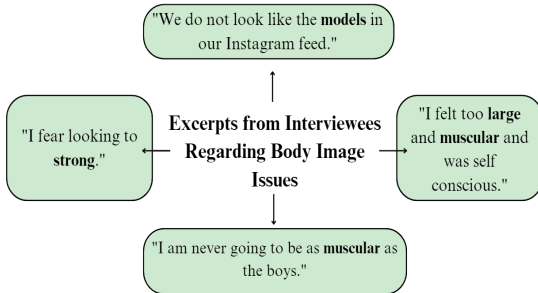 "We do not look like the models in
our Instagram feed."
"I fear looking to
strong."
Excerpts from Interviewees
Regarding Body Image
Issues
"I felt too large
and muscular and
was self
conscious."
"I am never going to be as muscular as
the boys."